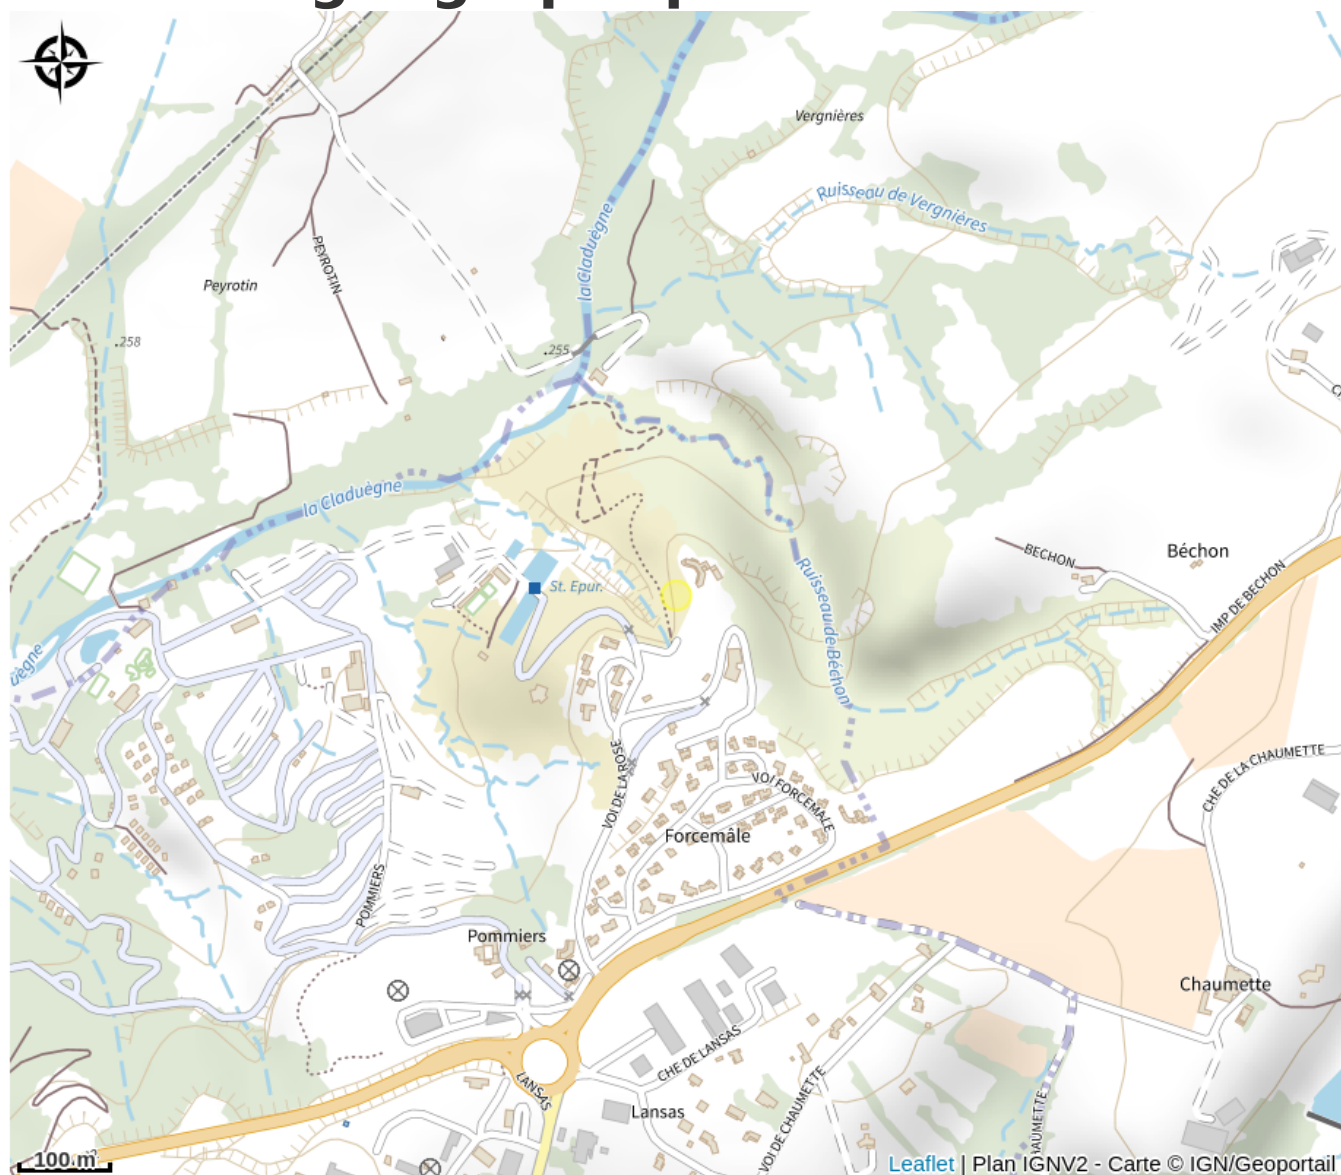 Vergnières
Ruisseau de Vergnières
la Claduègne
PEYROTIN
Peyrotin
.258
.255
la Claduègne
St. Epur.
Ruisseau de Béchon
BECHON
Béchon
IMP DE BECHON
uègne
VOI DE LA ROSE
VOI FORCEMALE
Forcemâle
CHE DE LA CHAUMETTE
POMMIERS
Pommiers
Chaumette
CHE DE LANSAS
LANSAS
Lansas
VOI DE CHAUMETTE
HAUMETTE
100 m
Leaflet | Plan IGNV2 - Carte © IGN/Geoportail